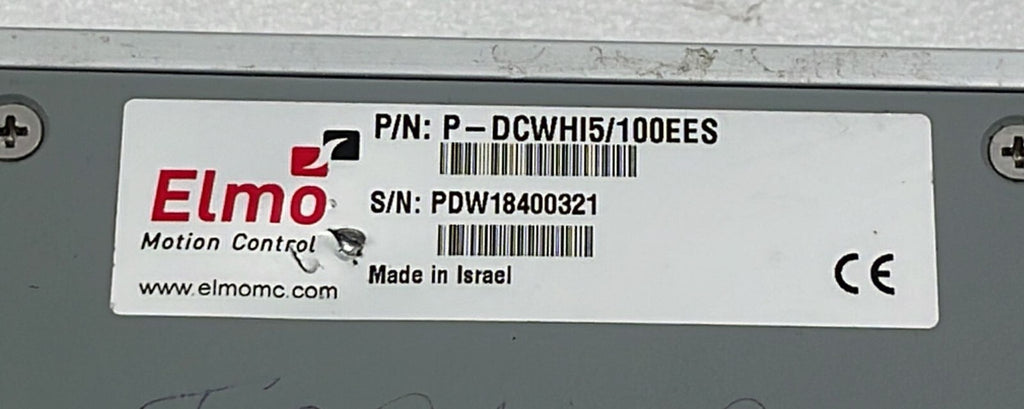 P/N: P-DCWHI5/100EES
Elmo
S/N: PDW18400321
Motion Control
Made in Israel
www.elmomc.com
CE